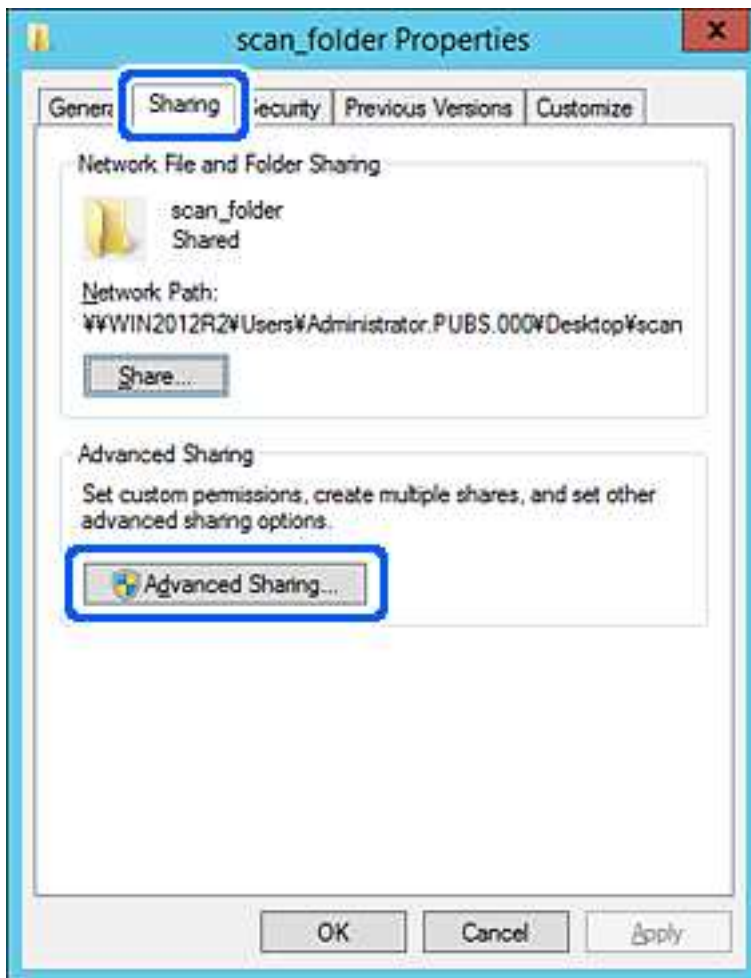 scan_folder Properties
x
General Sharing Security Previous Versions Customize
Network File and Folder Sharing
scan_folder
Shared
Network Path:
¥¥WIN2012R2¥Users¥Administrator.PUBS.000¥Desktop¥scan
Share...
Advanced Sharing
Set custom permissions, create multiple shares, and set other
advanced sharing options.
Advanced Sharing...
OK Cancel Apply